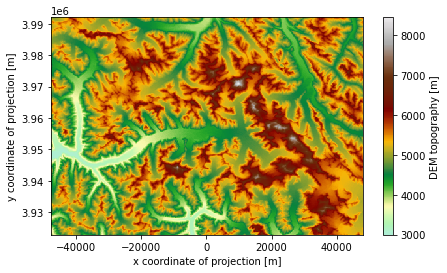 1e6
3.99
3.98
3.97
3.96
3.95
3.94
3.93
y coordinate of projection [m]
−40000 −20000 0 20000 40000
x coordinate of projection [m]
8000
7000
6000
5000
4000
3000
DEM topography [m]